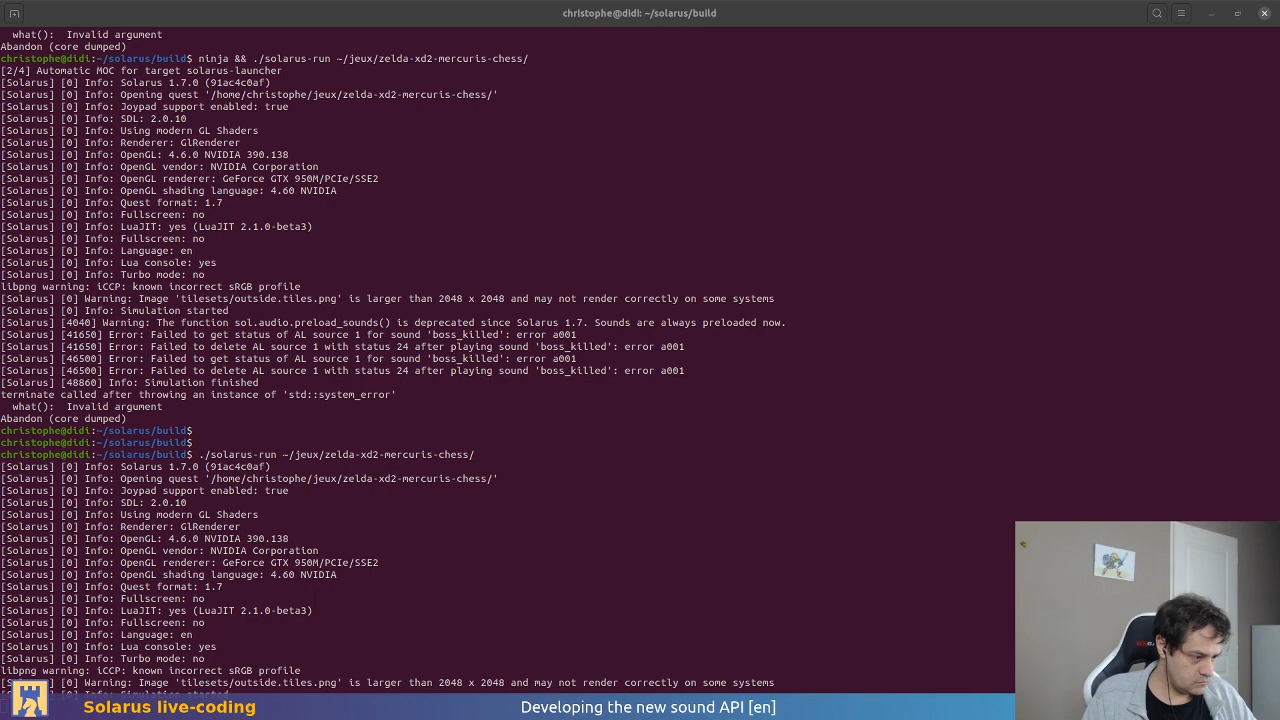 christophe@didi: ~/solarus/build
  what():  Invalid argument
Abandon (core dumped)
christophe@didi:~/solarus/build$ ninja && ./solarus-run ~/jeux/zelda-xd2-mercuris-chess/
[2/4] Automatic MOC for target solarus-launcher
[Solarus] [0] Info: Solarus 1.7.0 (91ac4c0af)
[Solarus] [0] Info: Opening quest '/home/christophe/jeux/zelda-xd2-mercuris-chess/'
[Solarus] [0] Info: Joypad support enabled: true
[Solarus] [0] Info: SDL: 2.0.10
[Solarus] [0] Info: Using modern GL Shaders
[Solarus] [0] Info: Renderer: GlRenderer
[Solarus] [0] Info: OpenGL: 4.6.0 NVIDIA 390.138
[Solarus] [0] Info: OpenGL vendor: NVIDIA Corporation
[Solarus] [0] Info: OpenGL renderer: GeForce GTX 950M/PCIe/SSE2
[Solarus] [0] Info: OpenGL shading language: 4.60 NVIDIA
[Solarus] [0] Info: Quest format: 1.7
[Solarus] [0] Info: Fullscreen: no
[Solarus] [0] Info: LuaJIT: yes (LuaJIT 2.1.0-beta3)
[Solarus] [0] Info: Fullscreen: no
[Solarus] [0] Info: Language: en
[Solarus] [0] Info: Lua console: yes
[Solarus] [0] Info: Turbo mode: no
libpng warning: iCCP: known incorrect sRGB profile
[Solarus] [0] Warning: Image 'tilesets/outside.tiles.png' is larger than 2048 x 2048 and may not render correctly on some systems
[Solarus] [0] Info: Simulation started
[Solarus] [4040] Warning: The function sol.audio.preload_sounds() is deprecated since Solarus 1.7. Sounds are always preloaded now.
[Solarus] [41650] Error: Failed to get status of AL source 1 for sound 'boss_killed': error a001
[Solarus] [41650] Error: Failed to delete AL source 1 with status 24 after playing sound 'boss_killed': error a001
[Solarus] [46500] Error: Failed to get status of AL source 1 for sound 'boss_killed': error a001
[Solarus] [46500] Error: Failed to delete AL source 1 with status 24 after playing sound 'boss_killed': error a001
[Solarus] [48860] Info: Simulation finished
terminate called after throwing an instance of 'std::system_error'
  what():  Invalid argument
Abandon (core dumped)
christophe@didi:~/solarus/build$
christophe@didi:~/solarus/build$
christophe@didi:~/solarus/build$ ./solarus-run ~/jeux/zelda-xd2-mercuris-chess/
[Solarus] [0] Info: Solarus 1.7.0 (91ac4c0af)
[Solarus] [0] Info: Opening quest '/home/christophe/jeux/zelda-xd2-mercuris-chess/'
[Solarus] [0] Info: Joypad support enabled: true
[Solarus] [0] Info: SDL: 2.0.10
[Solarus] [0] Info: Using modern GL Shaders
[Solarus] [0] Info: Renderer: GlRenderer
[Solarus] [0] Info: OpenGL: 4.6.0 NVIDIA 390.138
[Solarus] [0] Info: OpenGL vendor: NVIDIA Corporation
[Solarus] [0] Info: OpenGL renderer: GeForce GTX 950M/PCIe/SSE2
[Solarus] [0] Info: OpenGL shading language: 4.60 NVIDIA
[Solarus] [0] Info: Quest format: 1.7
[Solarus] [0] Info: Fullscreen: no
[Solarus] [0] Info: LuaJIT: yes (LuaJIT 2.1.0-beta3)
[Solarus] [0] Info: Fullscreen: no
[Solarus] [0] Info: Language: en
[Solarus] [0] Info: Lua console: yes
[Solarus] [0] Info: Turbo mode: no
libpng warning: iCCP: known incorrect sRGB profile
[Solarus] [0] Warning: Image 'tilesets/outside.tiles.png' is larger than 2048 x 2048 and may not render correctly on some systems
Solarus live-coding
Developing the new sound API [en]